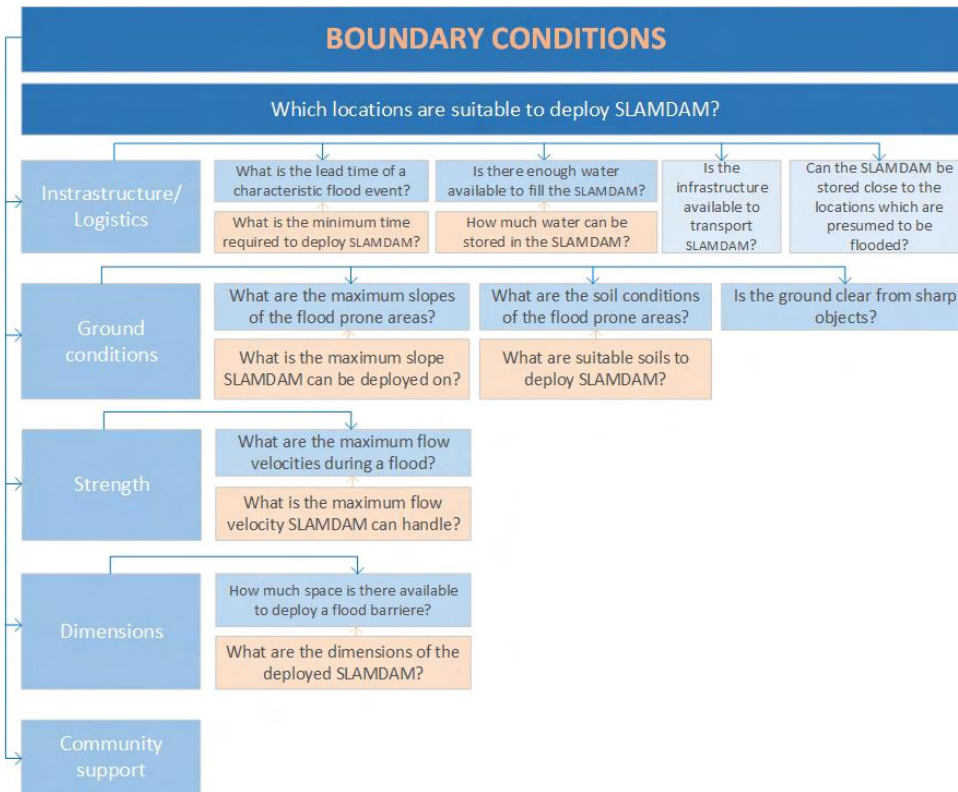 BOUNDARY CONDITIONS
Which locations are suitable to deploy SLAMDAM?
Instrastructure/
Logistics
What is the lead time of a
characteristic flood event?
What is the minimum time
required to deploy SLAMDAM?
Is there enough water
available to fill the SLAMDAM?
How much water can be
stored in the SLAMDAM?
Is the
infrastructure
available to
transport
SLAMDAM?
Can the SLAMDAM be
stored close to the
locations which are
presumed to be
flooded?
Ground
conditions
What are the maximum slopes
of the flood prone areas?
What is the maximum slope
SLAMDAM can be deployed on?
What are the soil conditions
of the flood prone areas?
What are suitable soils to
deploy SLAMDAM?
Is the ground clear from sharp
objects?
Strength
What are the maximum flow
velocities during a flood?
What is the maximum flow
velocity SLAMDAM can handle?
Dimensions
How much space is there available
to deploy a flood barriere?
What are the dimensions of the
deployed SLAMDAM?
Community
support